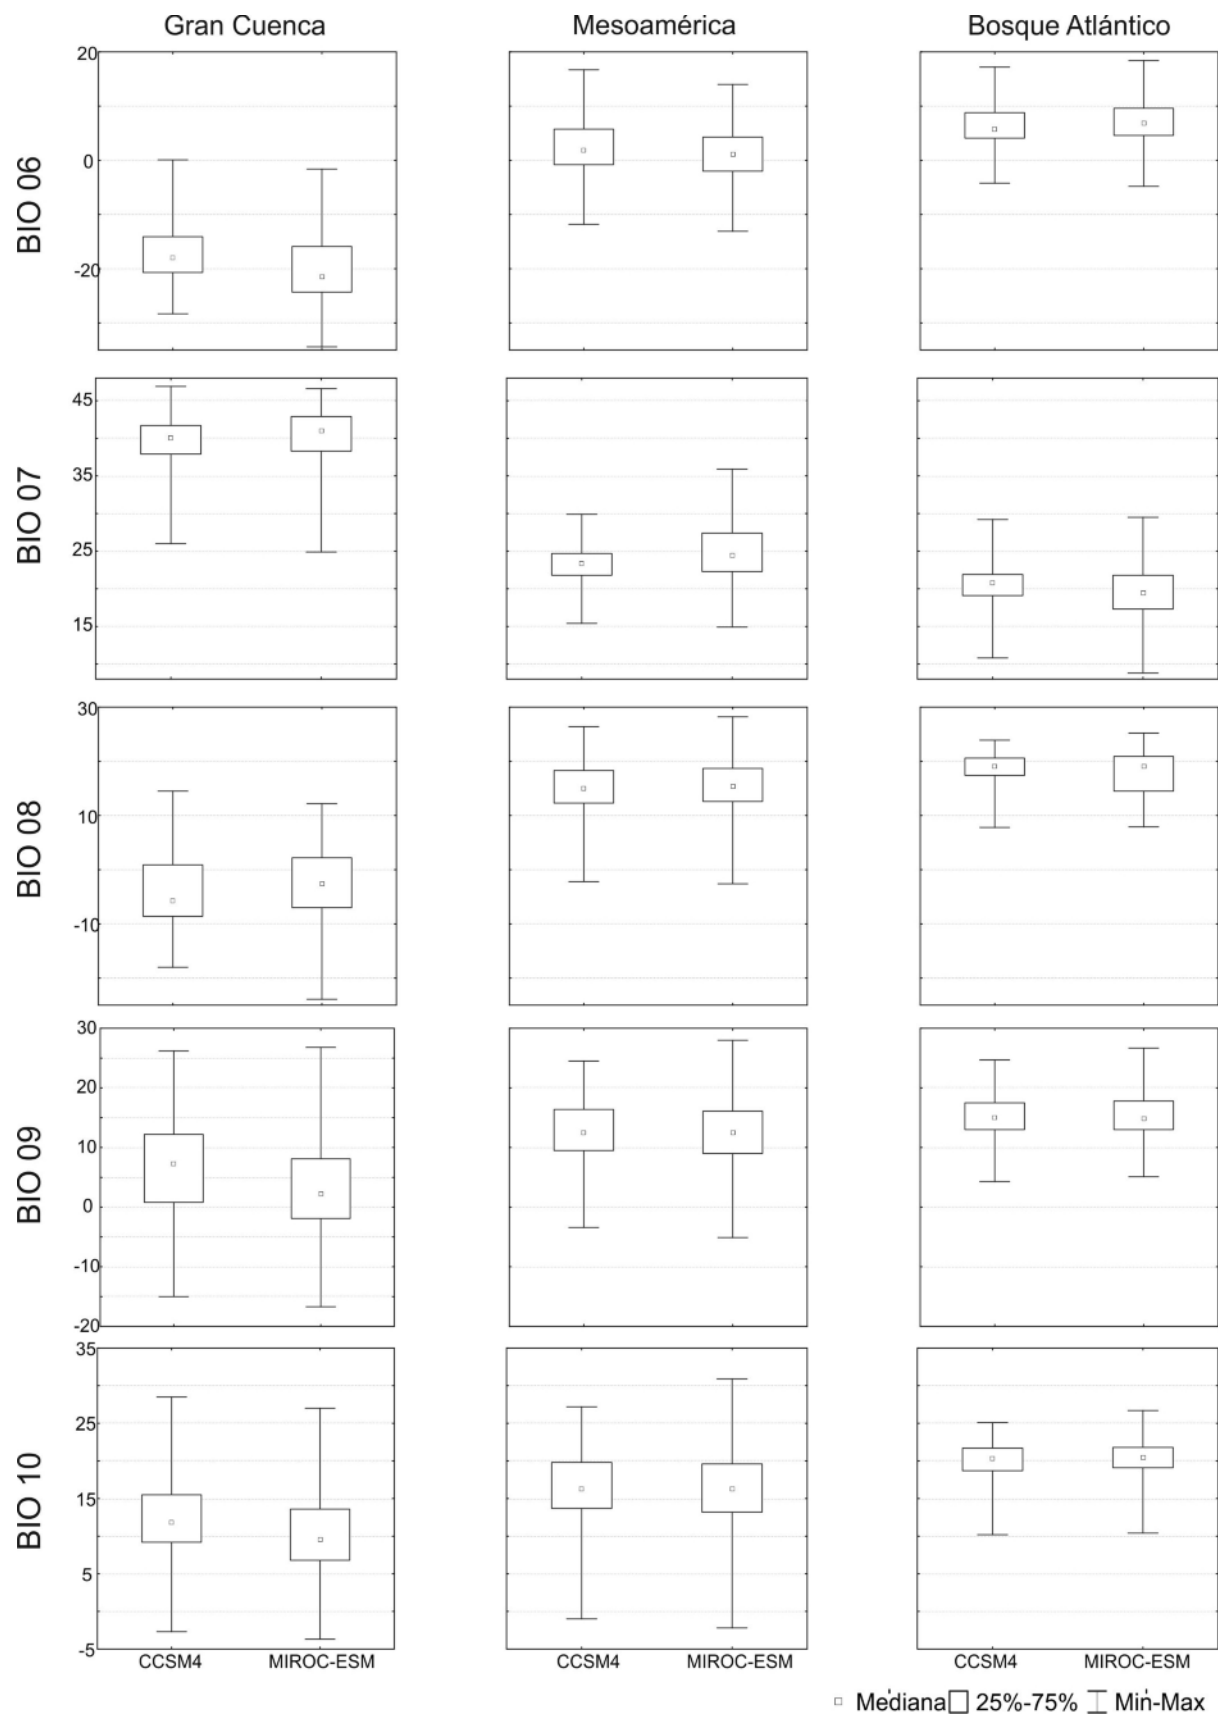 Gran Cuenca Mesoamérica Bosque Atlántico
BIO 06
20
0
-20
BIO 07
45
35
25
15
BIO 08
30
10
-10
BIO 09
30
20
10
0
-10
-20
BIO 10
35
25
15
5
-5
CCSM4 MIROC-ESM CCSM4 MIROC-ESM CCSM4 MIROC-ESM
Mediana 25%-75% Min-Max